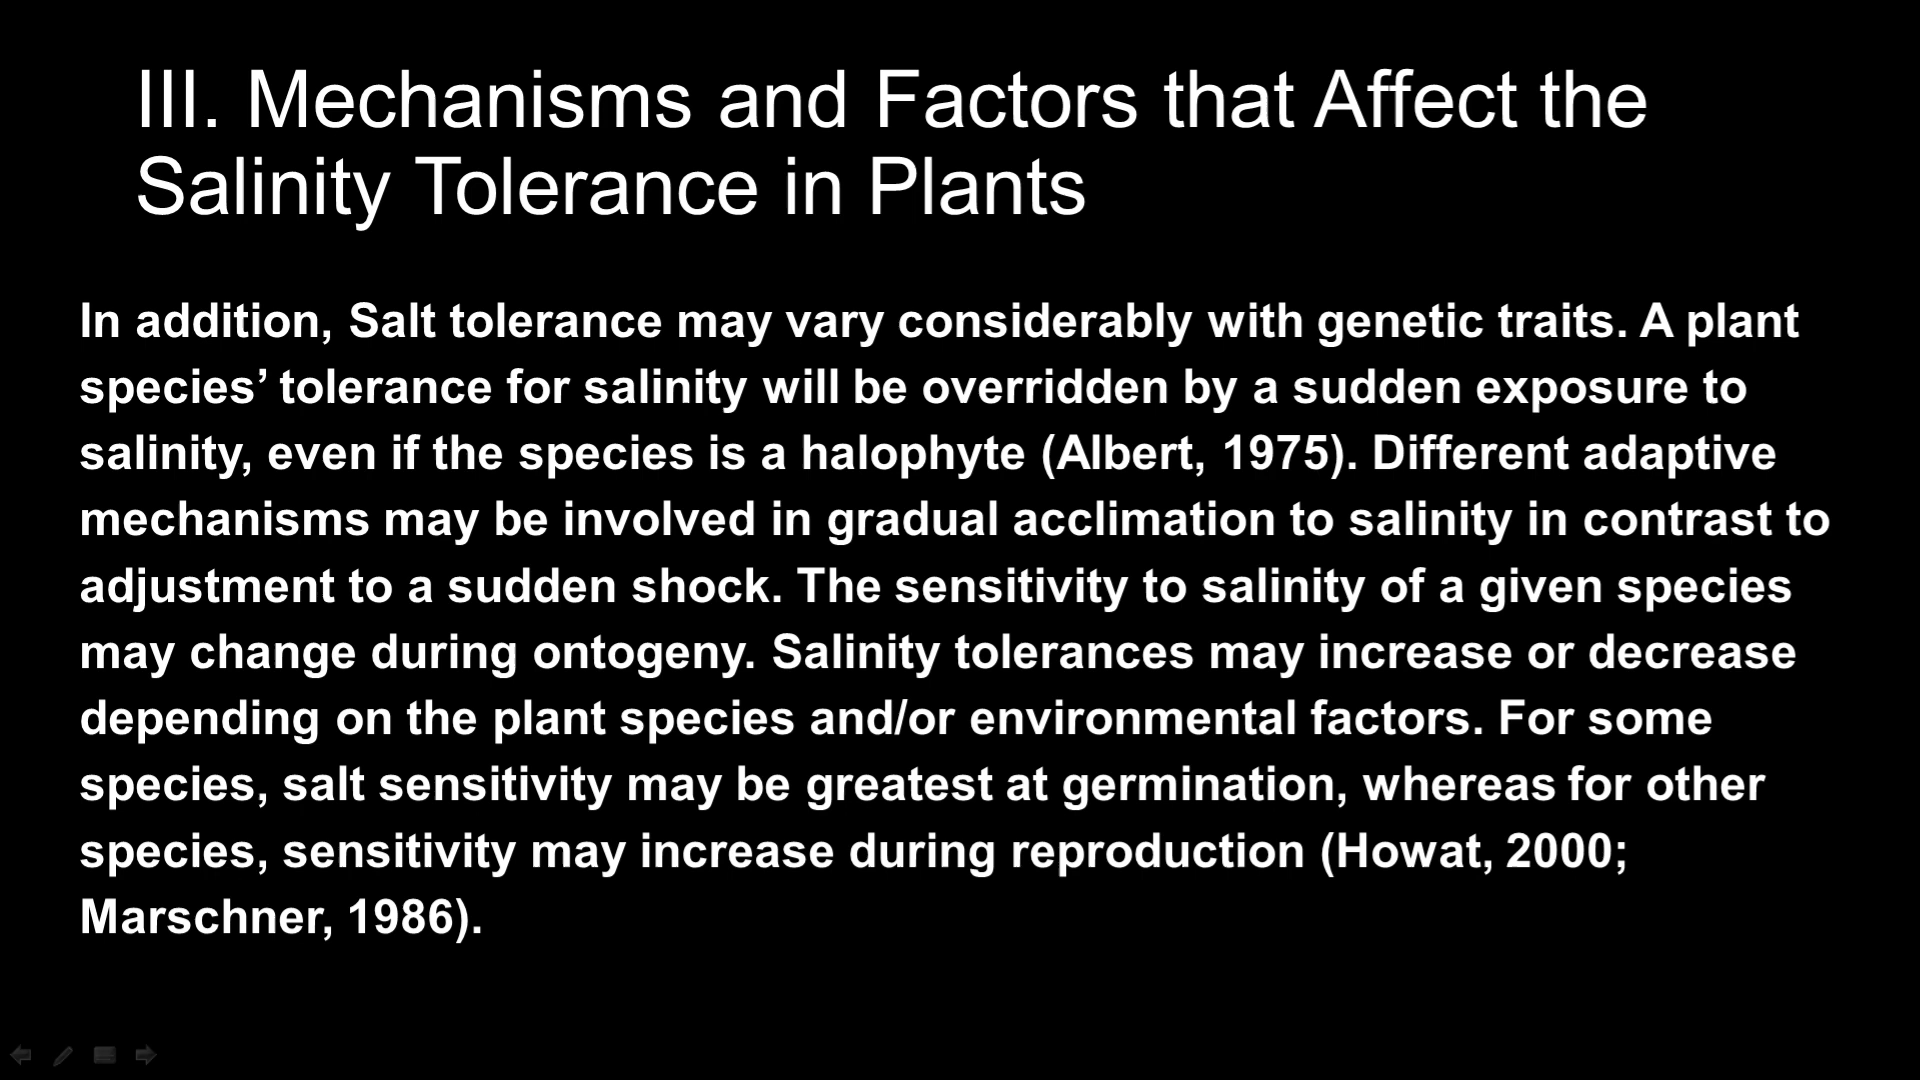 III. Mechanisms and Factors that Affect the
Salinity Tolerance in Plants
In addition, Salt tolerance may vary considerably with genetic traits. A plant
species’ tolerance for salinity will be overridden by a sudden exposure to
salinity, even if the species is a halophyte (Albert, 1975). Different adaptive
mechanisms may be involved in gradual acclimation to salinity in contrast to
adjustment to a sudden shock. The sensitivity to salinity of a given species
may change during ontogeny. Salinity tolerances may increase or decrease
depending on the plant species and/or environmental factors. For some
species, salt sensitivity may be greatest at germination, whereas for other
species, sensitivity may increase during reproduction (Howat, 2000;
Marschner, 1986).